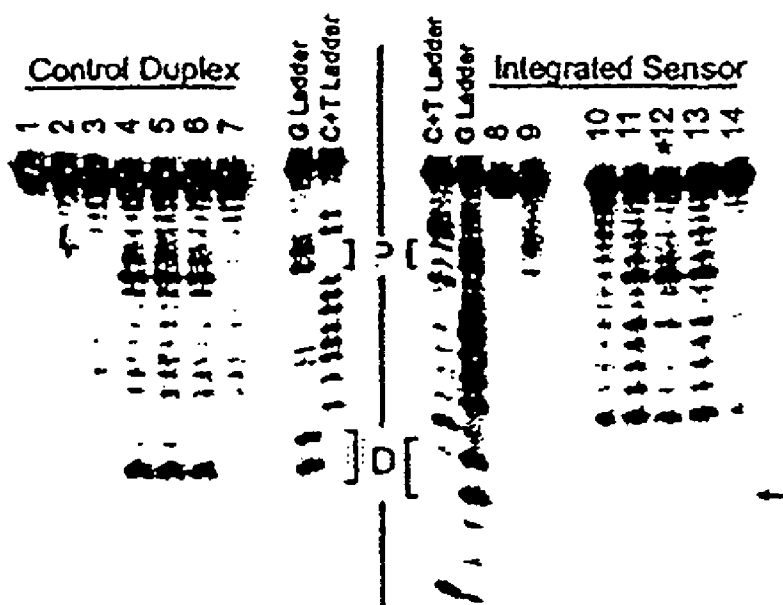 Control Duplex
1 2 3 4 5 6 7
G Ladder
C+T Ladder
C+T Ladder
G Ladder
Integrated Sensor
8 9 10 11 *12 13 14
P
D